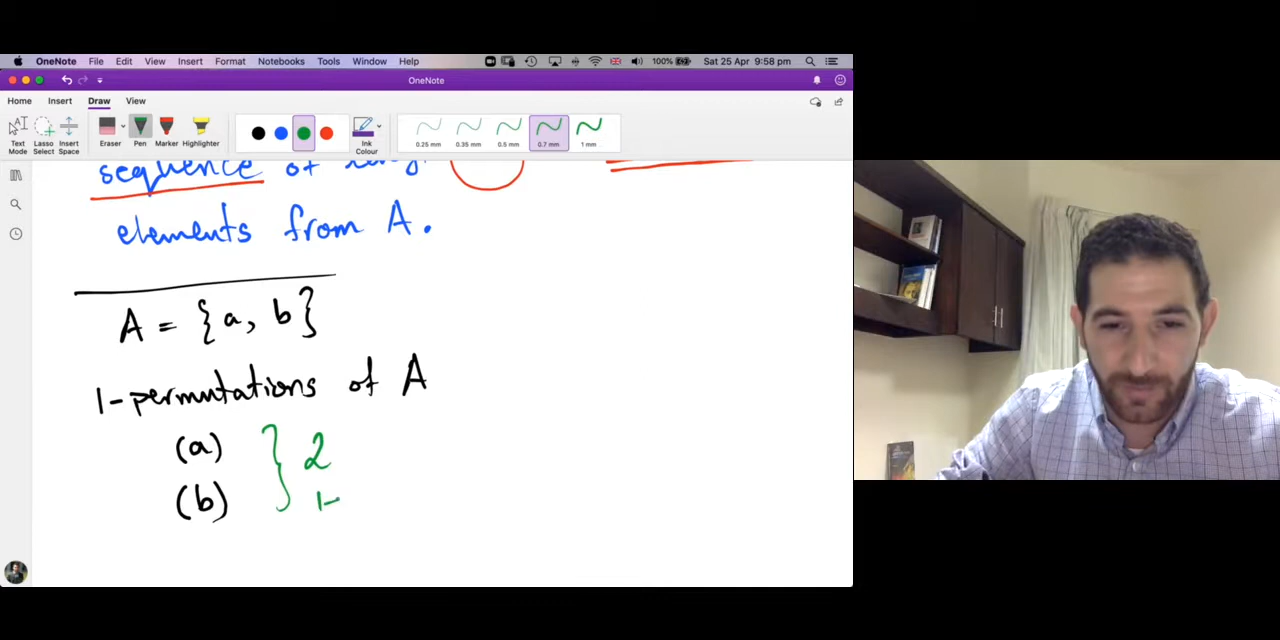 OneNote File Edit View Insert Format Notebooks Tools Window Help 100% Sat 25 Apr 9:58 pm
OneNote
Home Insert Draw View
Text Mode Lasso Select Insert Space Eraser Pen Marker Highlighter Ink Colour 0.25 mm 0.35 mm 0.5 mm 0.7 mm 1 mm
sequence of
elements from A.
A = {a, b}
1-permutations of A
(a) } 2
(b) 1-